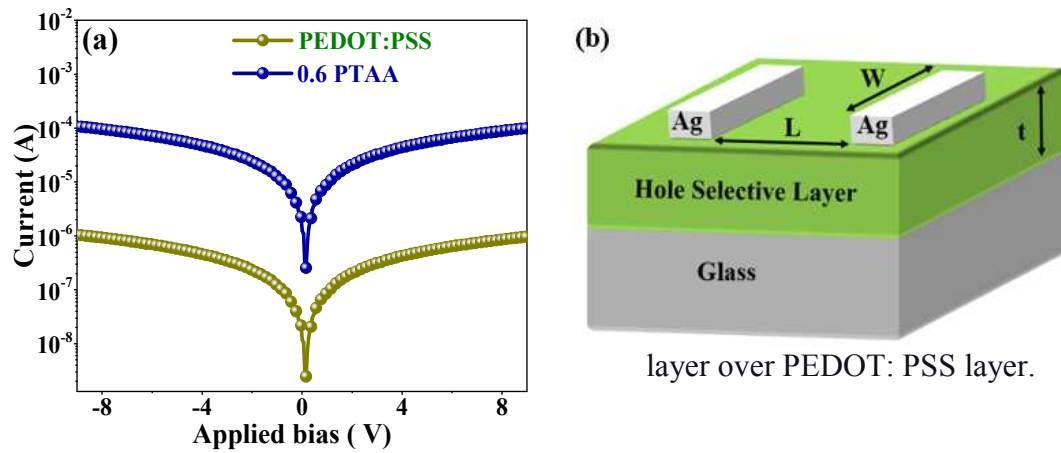 (a)
PEDOT:PSS
0.6 PTAA
10⁻²
10⁻³
10⁻⁴
10⁻⁵
10⁻⁶
10⁻⁷
10⁻⁸
Current (A)
-8 -4 0 4 8
Applied bias ( V)
(b)
W
Ag
L
Ag
t
Hole Selective Layer
Glass
layer over PEDOT: PSS layer.